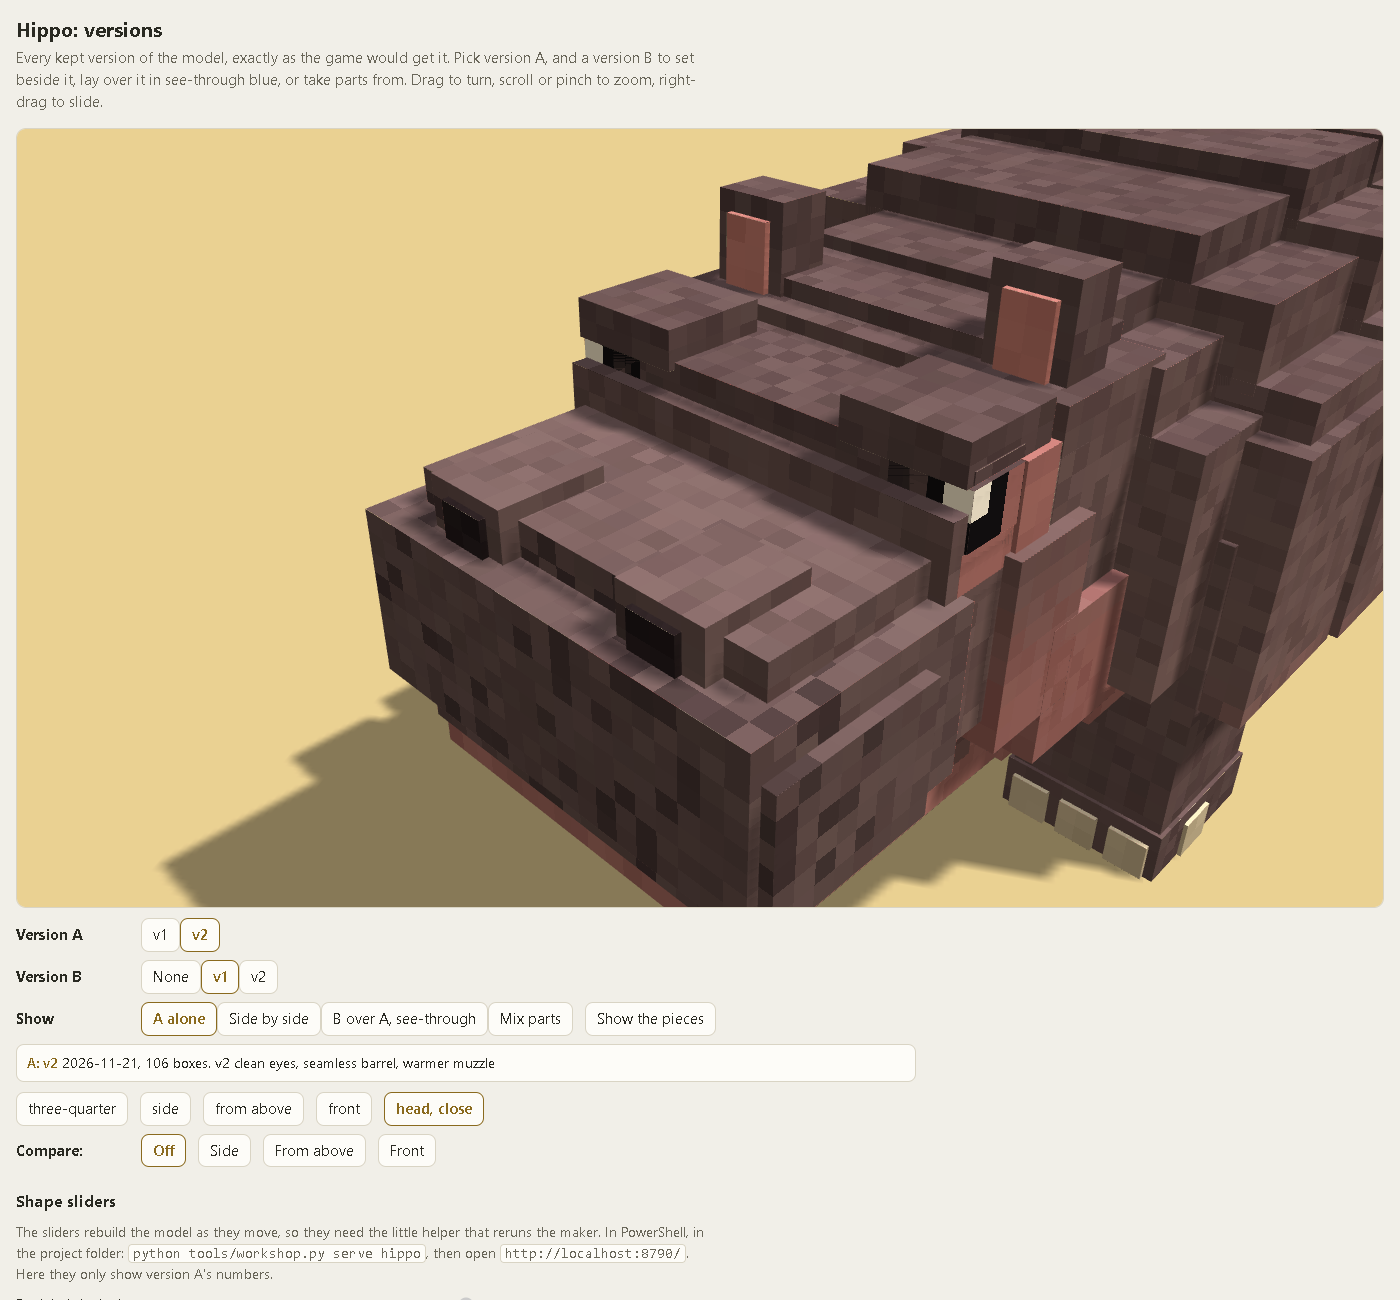 Hippo: versions
Every kept version of the model, exactly as the game would get it. Pick version A, and a version B to set
beside it, lay over it in see-through blue, or take parts from. Drag to turn, scroll or pinch to zoom, right-
drag to slide.
Version A v1 v2
Version B None v1 v2
Show A alone Side by side B over A, see-through Mix parts Show the pieces
A: v2 2026-11-21, 106 boxes. v2 clean eyes, seamless barrel, warmer muzzle
three-quarter side from above front head, close
Compare: Off Side From above Front
Shape sliders
The sliders rebuild the model as they move, so they need the little helper that reruns the maker. In PowerShell, in
the project folder: python tools/workshop.py serve hippo, then open http://localhost:8790/.
Here they only show version A's numbers.